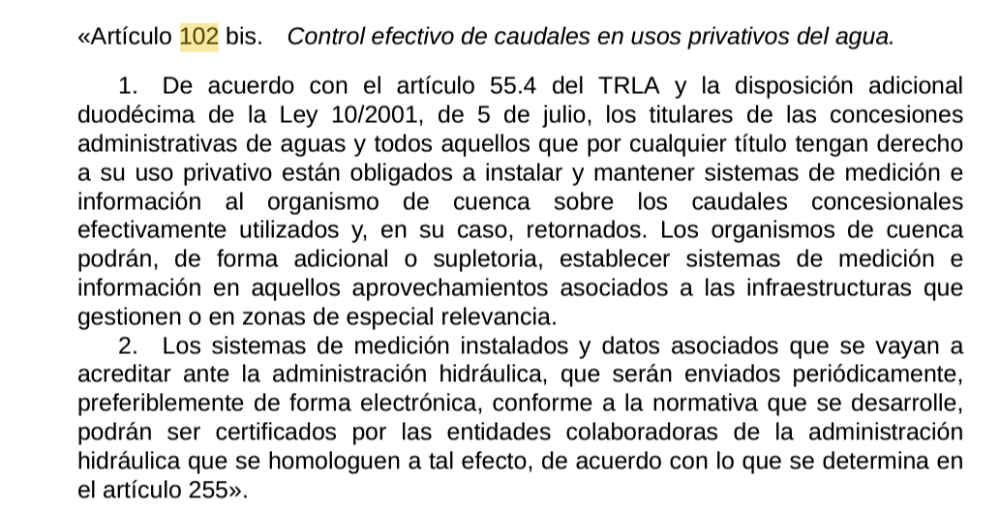 «Artículo 102 bis. Control efectivo de caudales en usos privativos del agua.
1. De acuerdo con el artículo 55.4 del TRLA y la disposición adicional
duodécima de la Ley 10/2001, de 5 de julio, los titulares de las concesiones
administrativas de aguas y todos aquellos que por cualquier título tengan derecho
a su uso privativo están obligados a instalar y mantener sistemas de medición e
información al organismo de cuenca sobre los caudales concesionales
efectivamente utilizados y, en su caso, retornados. Los organismos de cuenca
podrán, de forma adicional o supletoria, establecer sistemas de medición e
información en aquellos aprovechamientos asociados a las infraestructuras que
gestionen o en zonas de especial relevancia.
2. Los sistemas de medición instalados y datos asociados que se vayan a
acreditar ante la administración hidráulica, que serán enviados periódicamente,
preferiblemente de forma electrónica, conforme a la normativa que se desarrolle,
podrán ser certificados por las entidades colaboradoras de la administración
hidráulica que se homologuen a tal efecto, de acuerdo con lo que se determina en
el artículo 255».